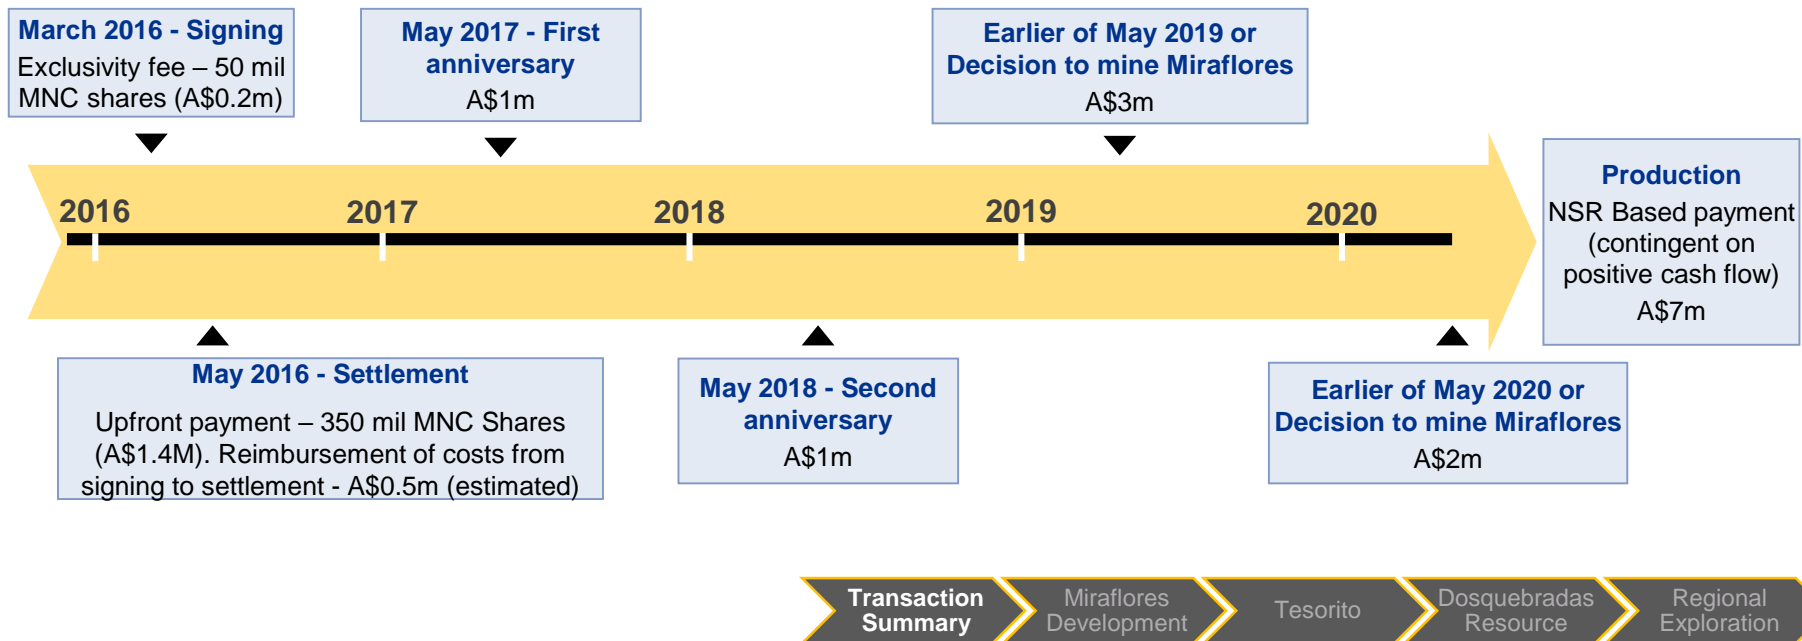 March 2016 - Signing
Exclusivity fee – 50 mil
MNC shares (A$0.2m)
May 2017 - First
anniversary
A$1m
Earlier of May 2019 or
Decision to mine Miraflores
A$3m
2016
2017
2018
2019
2020
Production
NSR Based payment
(contingent on
positive cash flow)
A$7m
May 2016 - Settlement
Upfront payment – 350 mil MNC Shares
(A$1.4M). Reimbursement of costs from
signing to settlement - A$0.5m (estimated)
May 2018 - Second
anniversary
A$1m
Earlier of May 2020 or
Decision to mine Miraflores
A$2m
Transaction
Summary
Miraflores
Development
Tesorito
Dosquebradas
Resource
Regional
Exploration